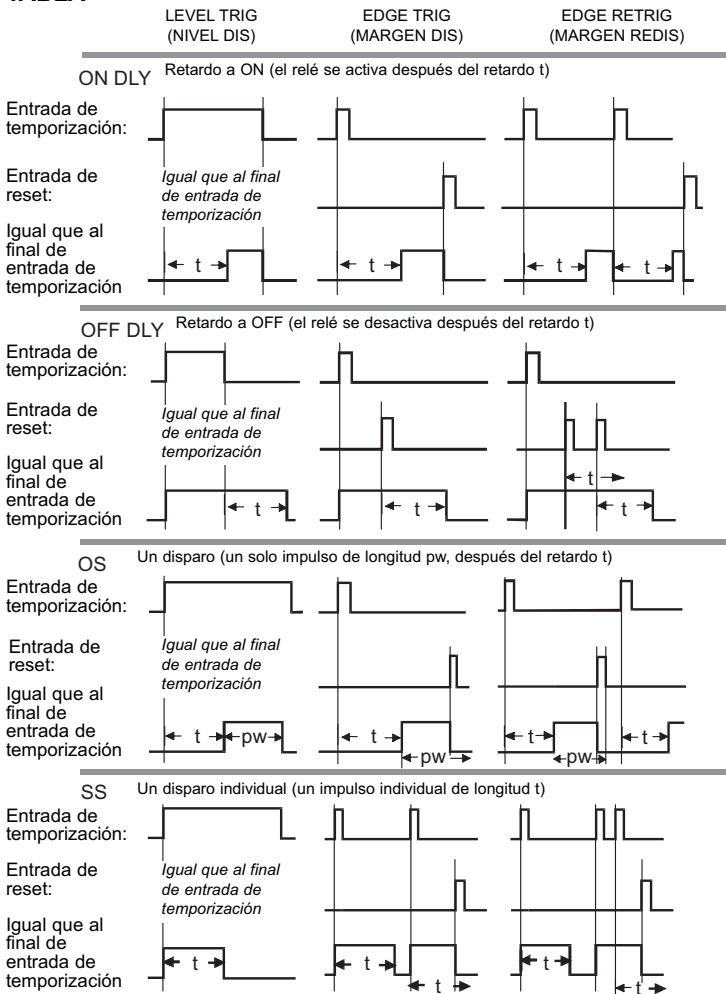 LEVEL TRIG
(NIVEL DIS)
EDGE TRIG
(MARGEN DIS)
EDGE RETRIG
(MARGEN REDIS)
ON DLY
Retardo a ON (el relé se activa después del retardo t)
Entrada de
temporización:
Entrada de
reset:
Igual que al final
de entrada de
temporización
Igual que al
final de
entrada de
temporización
t
t
t
t
OFF DLY
Retardo a OFF (el relé se desactiva después del retardo t)
Entrada de
temporización:
Entrada de
reset:
Igual que al final
de entrada de
temporización
Igual que al
final de
entrada de
temporización
t
t
t
t
OS
Un disparo (un solo impulso de longitud pw, después del retardo t)
Entrada de
temporización:
Entrada de
reset:
Igual que al final
de entrada de
temporización
Igual que al
final de
entrada de
temporización
t
pw
t
pw
t
pw
t
SS
Un disparo individual (un impulso individual de longitud t)
Entrada de
temporización:
Entrada de
reset:
Igual que al final
de entrada de
temporización
Igual que al
final de
entrada de
temporización
t
t
t
t
t